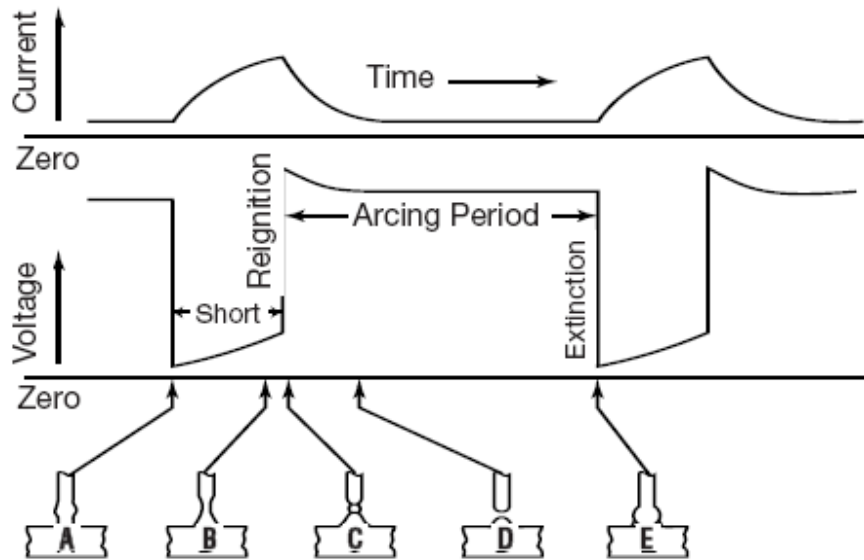 Current
Time
Zero
Reignition
Arcing Period
Voltage
Short
Extinction
Zero
A
B
C
D
E